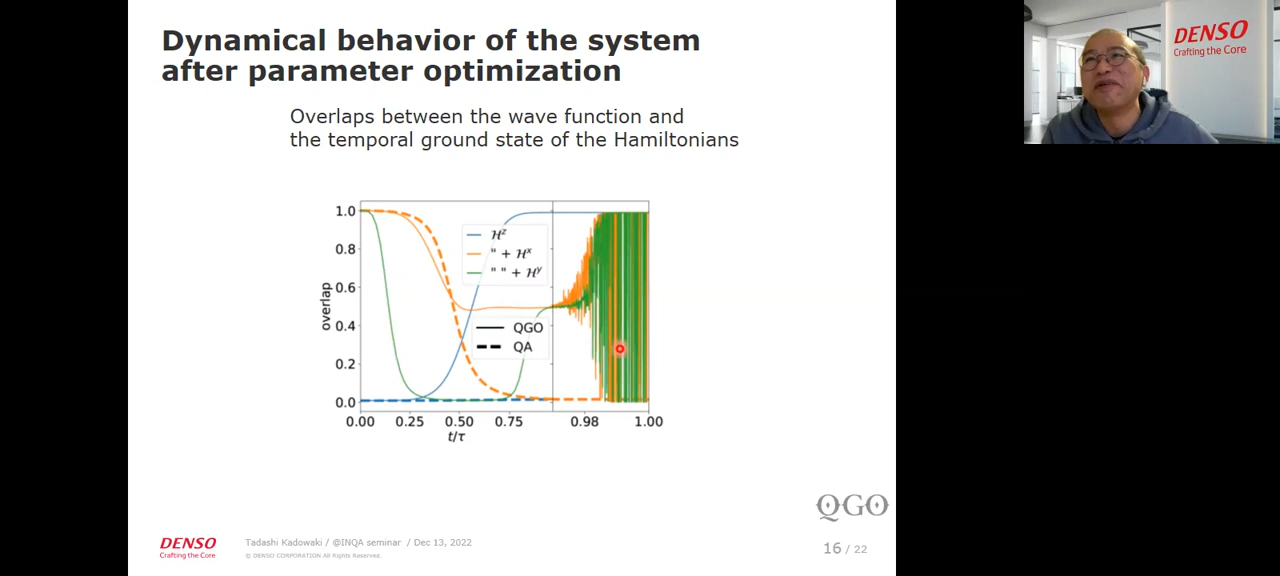 Dynamical behavior of the system
after parameter optimization
Overlaps between the wave function and
the temporal ground state of the Hamiltonians
1.0
0.8
0.6
0.4
0.2
0.0
overlap
ℋᶻ
" + ℋˣ
" " + ℋʸ
QGO
QA
0.00 0.25 0.50 0.75 0.98 1.00
t/τ
QGO
DENSO
Crafting the Core
Tadashi Kadowaki / @INQA seminar / Dec 13, 2022
© DENSO CORPORATION All Rights Reserved.
16 / 22
DENSO
Crafting the Core